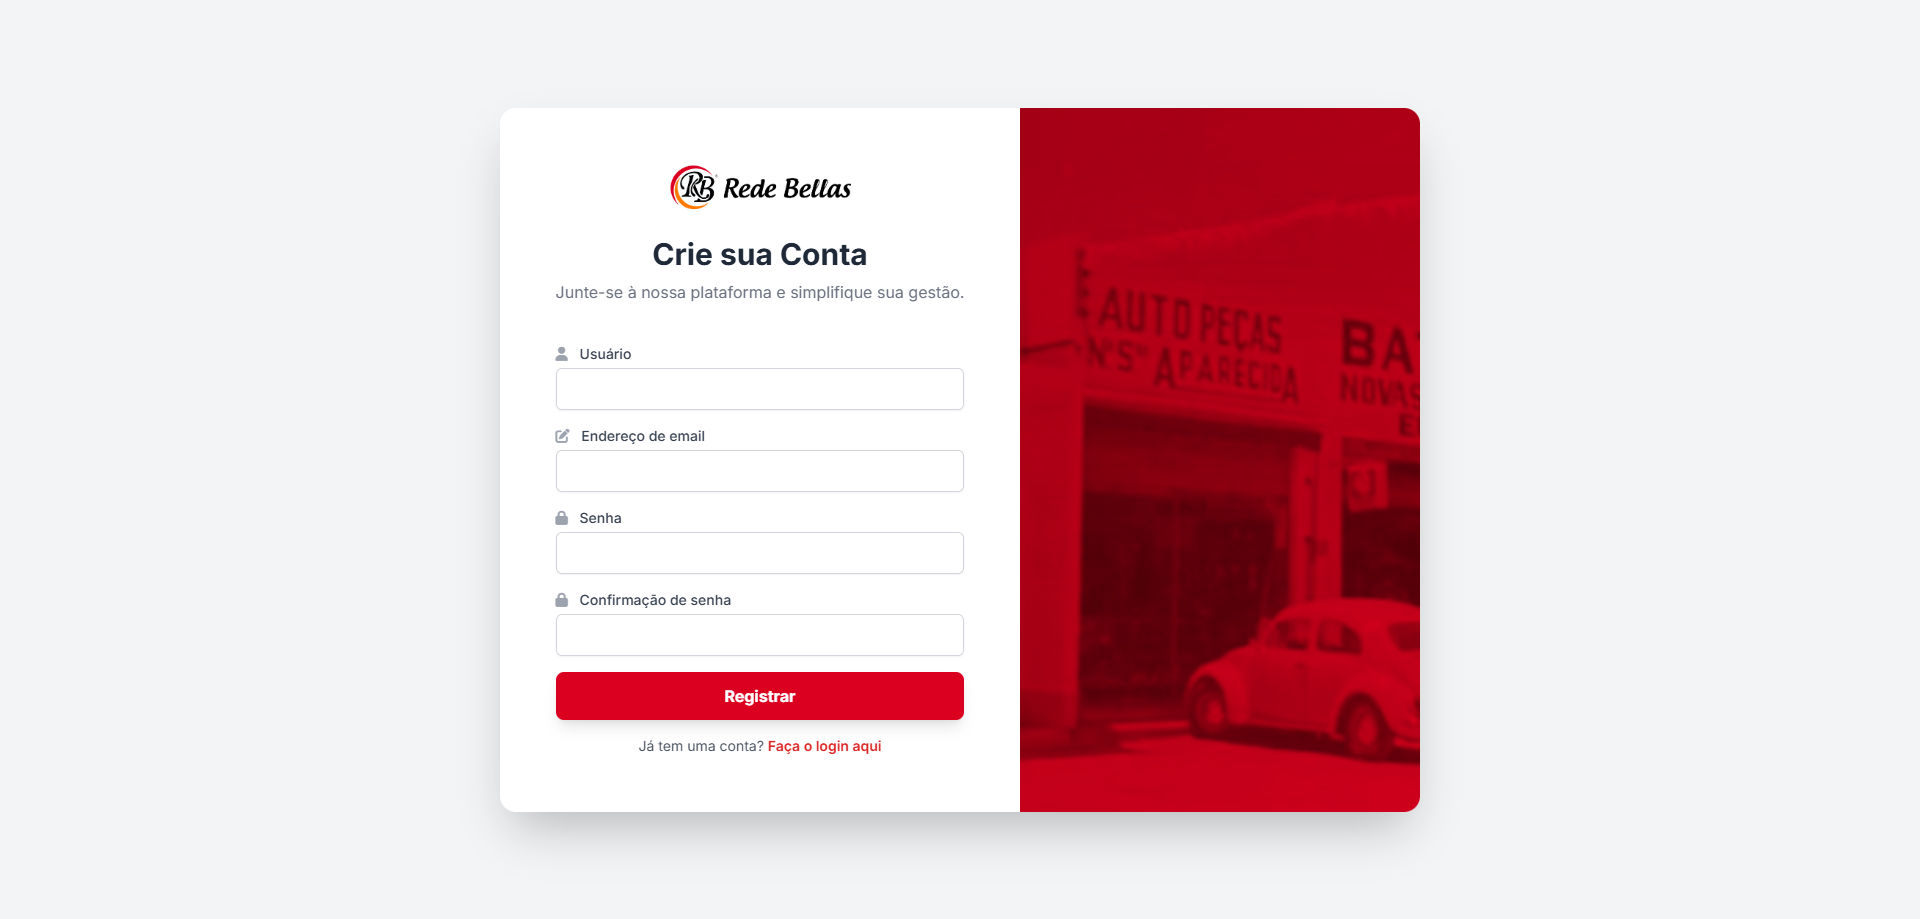 RB Rede Bellas
Crie sua Conta
Junte-se à nossa plataforma e simplifique sua gestão.
Usuário
Endereço de email
Senha
Confirmação de senha
Registrar
Já tem uma conta? Faça o login aqui
AUTO PEÇAS
N.S. APARECIDA
BA
NOVAS